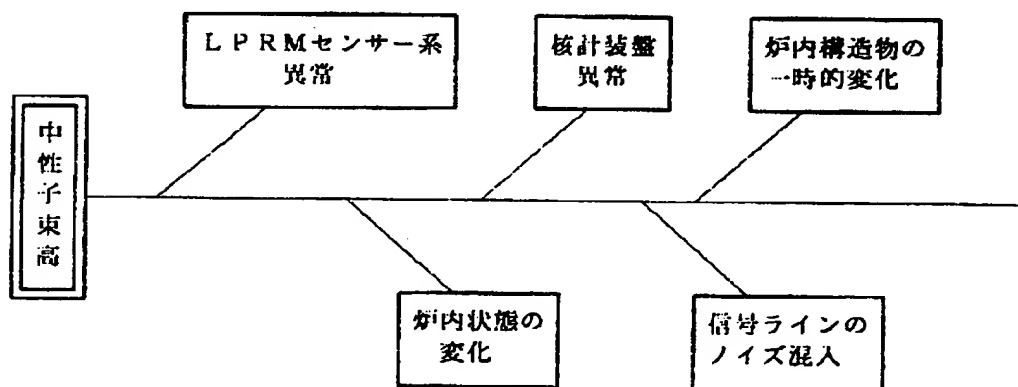 LPRMセンサー系
異常
核計装盤
異常
炉内構造物の
一時的変化
中性子束高
炉内状態の
変化
信号ラインの
ノイズ混入